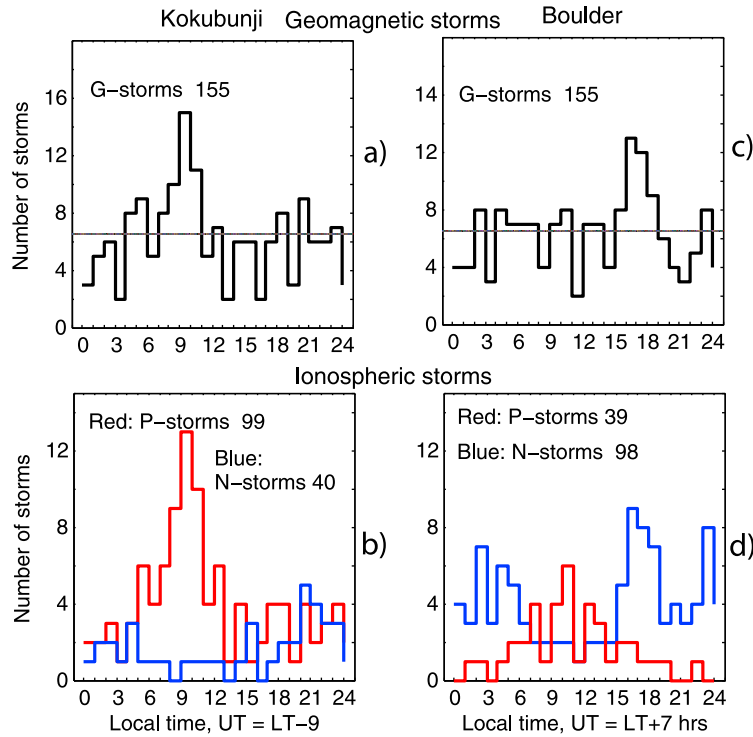 Kokubunji
Geomagnetic storms
Boulder
Number of storms
16
12
8
4
0
G−storms 155
a)
0 3 6 9 12 15 18 21 24
16
12
8
4
0
G−storms 155
c)
0 3 6 9 12 15 18 21 24
Ionospheric storms
Number of storms
12
8
4
0
Red: P−storms 99
Blue:
N−storms 40
b)
0 3 6 9 12 15 18 21 24
Local time, UT = LT−9
12
8
4
0
Red: P−storms 39
Blue: N−storms 98
d)
0 3 6 9 12 15 18 21 24
Local time, UT = LT+7 hrs